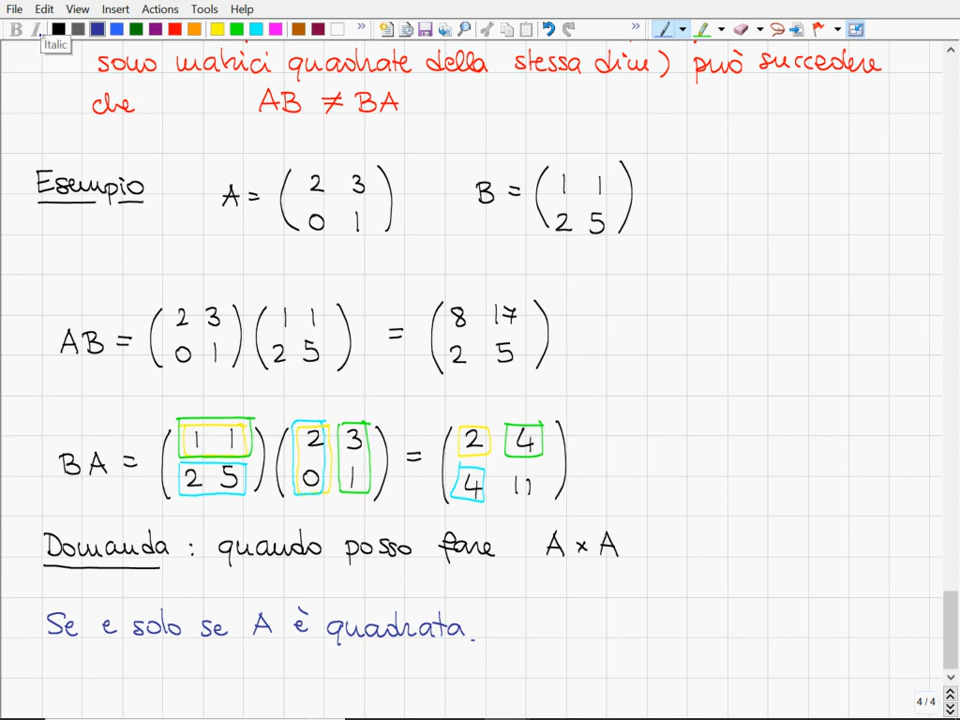 File Edit View Insert Actions Tools Help
B I
Italic
sono matrici quadrate della stessa dim) può succedere
che AB ≠ BA
Esempio A = ( 2 3 B = ( 1 1
0 1 ) 2 5 )
AB = ( 2 3 ( 1 1 = ( 8 17
0 1 ) 2 5 ) 2 5 )
BA = ( 1 1 ( 2 3 = ( 2 4
2 5 ) 0 1 ) 4 11 )
Domanda : quando posso fare A × A
Se e solo se A è quadrata.
4 / 4